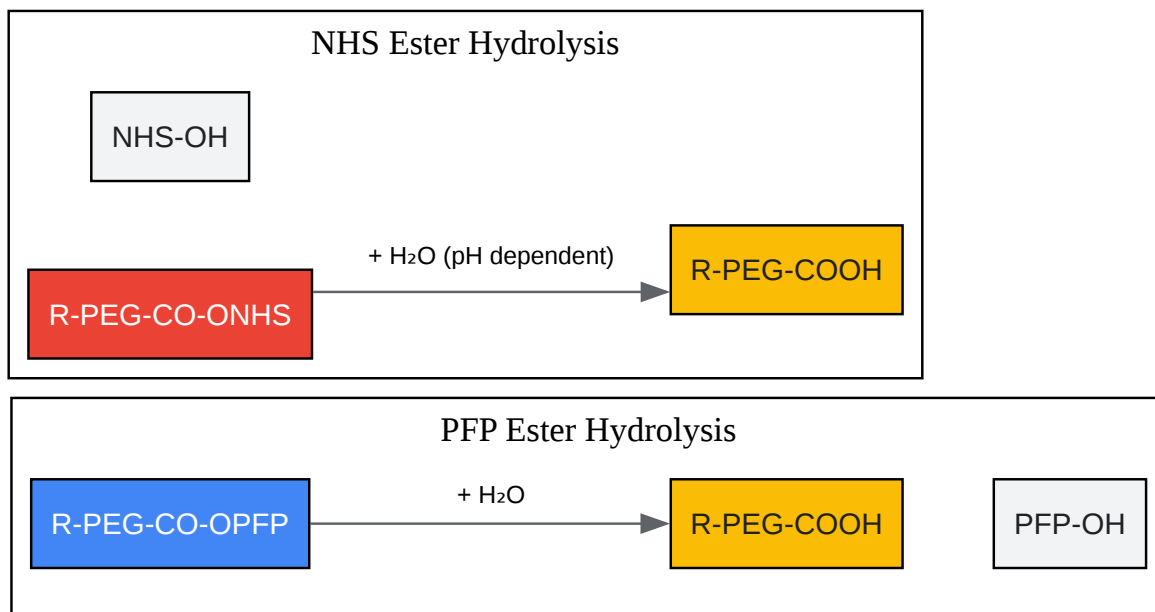 NHS Ester Hydrolysis
NHS-OH
+ H₂O (pH dependent)
R-PEG-COOH
R-PEG-CO-ONHS
PFP Ester Hydrolysis
R-PEG-CO-OPFP
+ H₂O
R-PEG-COOH
PFP-OH